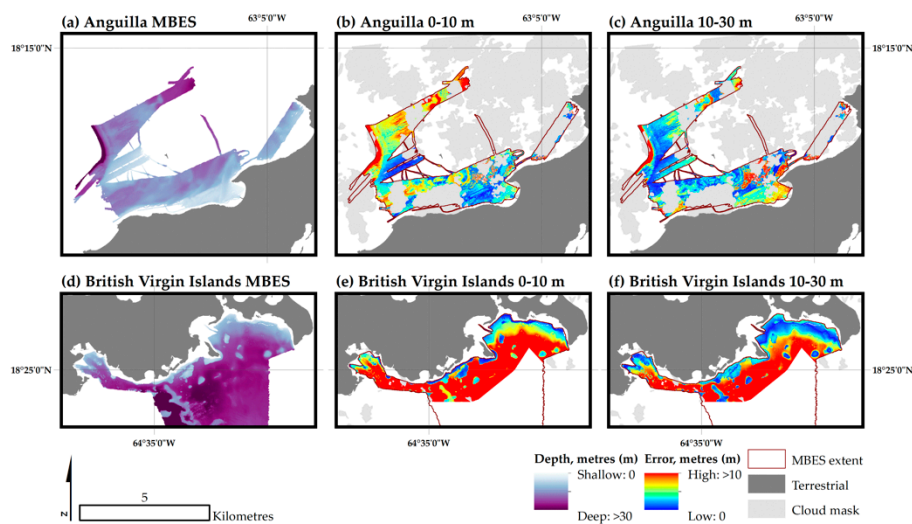 (a) Anguilla MBES
(b) Anguilla 0-10 m
(c) Anguilla 10-30 m
63°5'0"W
63°5'0"W
18°15'0"N
18°15'0"N
63°5'0"W
(d) British Virgin Islands MBES
(e) British Virgin Islands 0-10 m
(f) British Virgin Islands 10-30 m
18°25'0"N
18°25'0"N
64°35'0"W
64°35'0"W
64°35'0"W
Depth, metres (m)
Shallow: 0
Deep: >30
Error, metres (m)
High: >10
Low: 0
MBES extent
Terrestrial
Cloud mask
Z
5
Kilometres